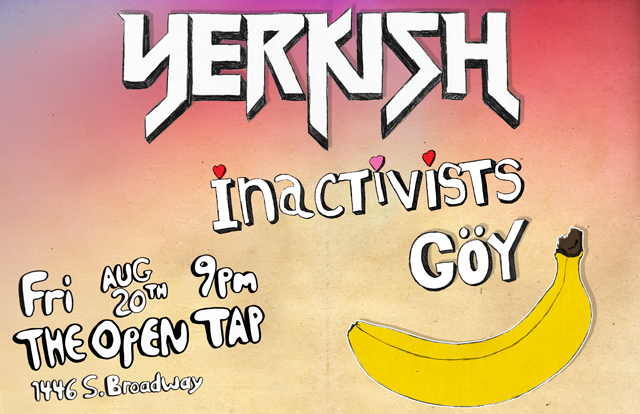 YERKISH
inactivists
GÖY
Fri AUG 20TH 9pm
THE OPEN TAP
1446 S. Broadway